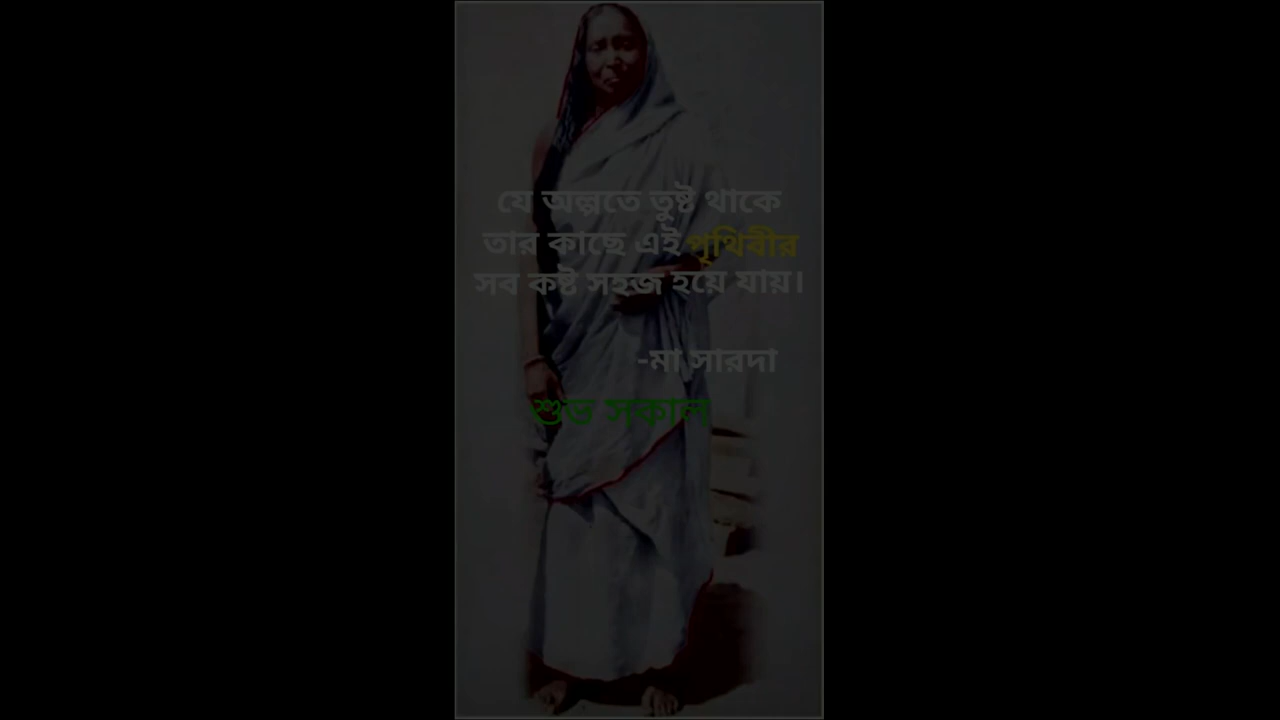 যে অল্পতে তুষ্ট থাকে
তার কাছে এই পৃথিবীর
সব কষ্ট সহজ হয়ে যায়।
-মা সারদা
শুভ সকাল